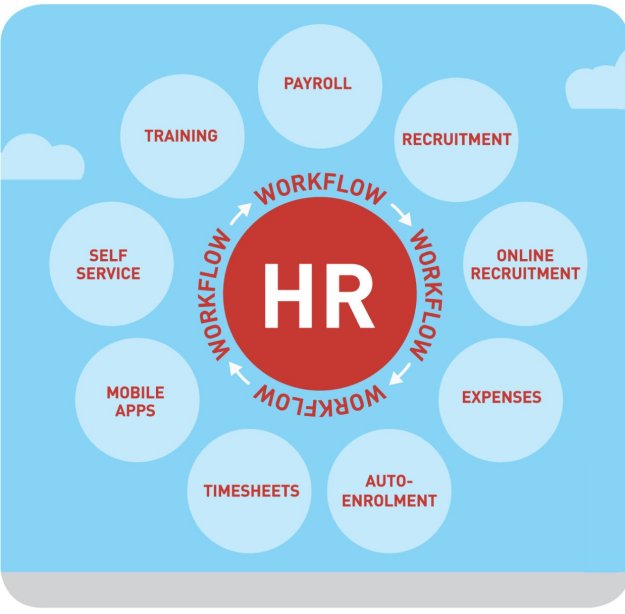 PAYROLL
TRAINING
RECRUITMENT
WORKFLOW
WORKFLOW
WORKFLOW
WORKFLOW
HR
SELF
SERVICE
ONLINE
RECRUITMENT
MOBILE
APPS
EXPENSES
TIMESHEETS
AUTO-
ENROLMENT